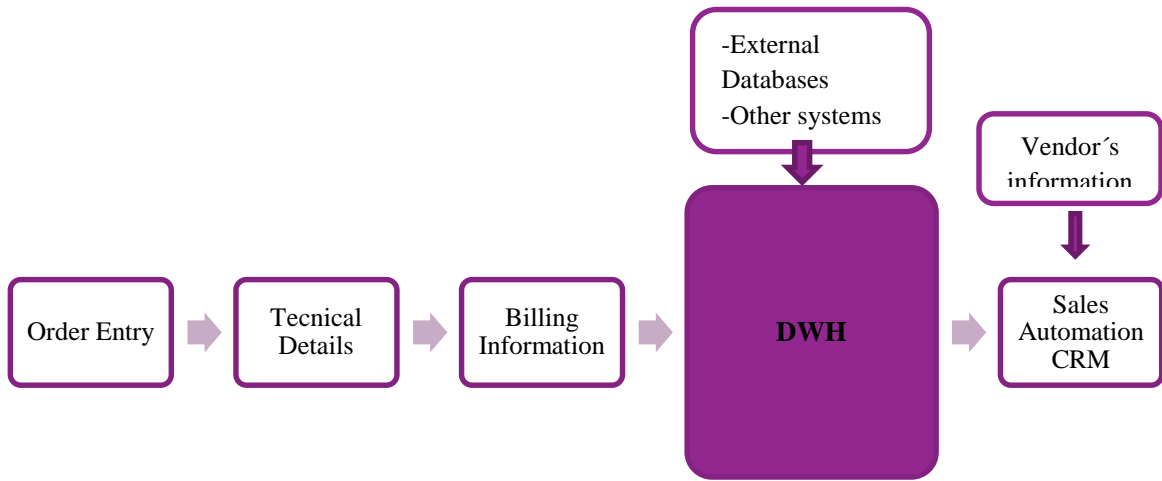 -External
Databases
-Other systems
Vendor´s
information
Order Entry
Tecnical
Details
Billing
Information
DWH
Sales
Automation
CRM